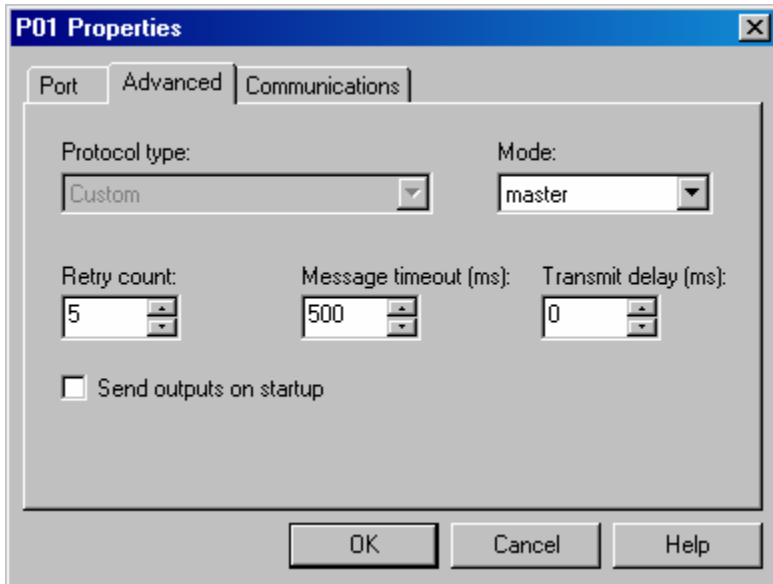 P01 Properties
Port Advanced Communications
Protocol type: Mode:
Custom master
Retry count: Message timeout (ms): Transmit delay (ms):
5 500 0
Send outputs on startup
OK Cancel Help